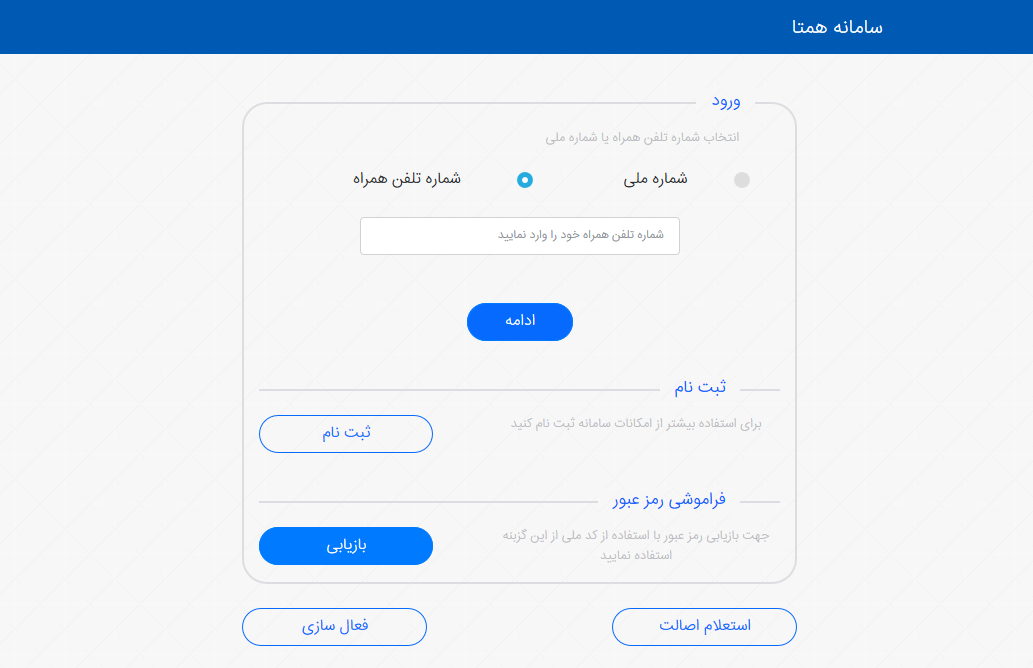 سامانه همتا
ورود
انتخاب شماره تلفن همراه یا شماره ملی
شماره ملی
شماره تلفن همراه
شماره تلفن همراه خود را وارد نمایید
ادامه
ثبت نام
برای استفاده بیشتر از امکانات سامانه ثبت نام کنید
ثبت نام
فراموشی رمز عبور
جهت بازیابی رمز عبور با استفاده از کد ملی از این گزبنه
استفاده نمایید
بازیابی
استعلام اصالت
فعال سازی